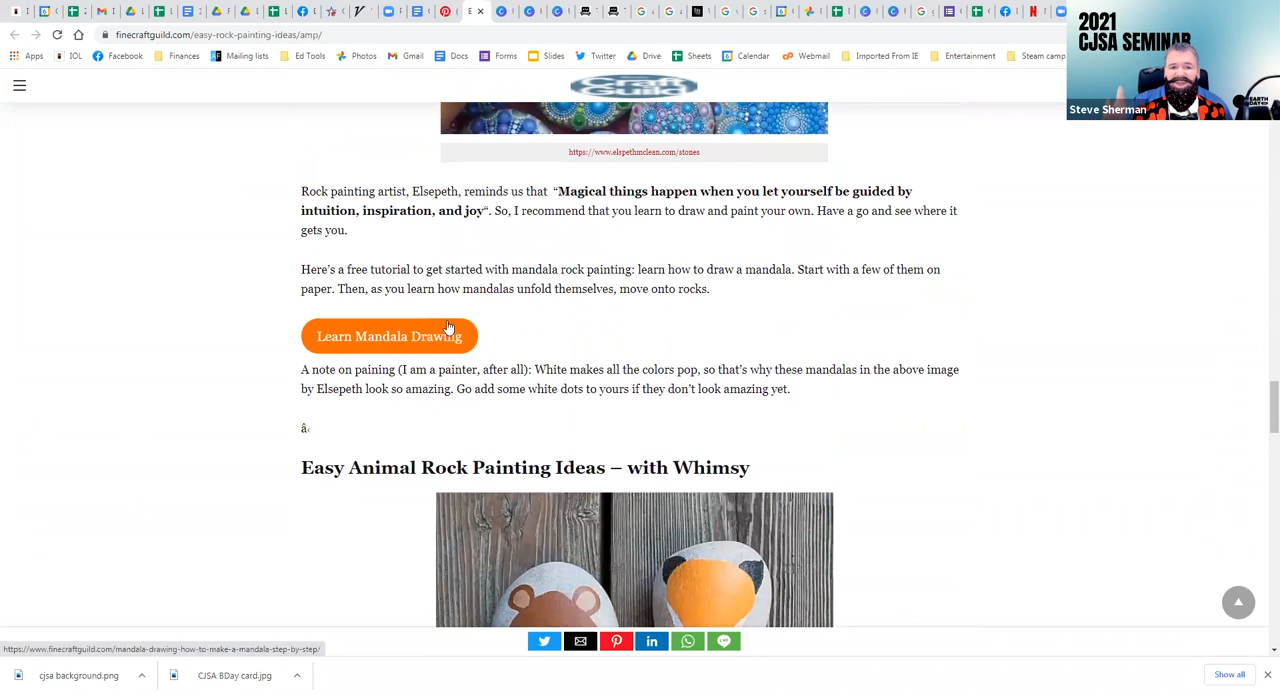 finecraftguild.com/easy-rock-painting-ideas/amp/
Apps
IOL
Facebook
Finances
Mailing lists
Ed Tools
Photos
Gmail
Docs
Forms
Slides
Twitter
Drive
Sheets
Calendar
Webmail
Imported From IE
Entertainment
Steam camp
2021
CJSA SEMINAR
Steve Sherman
Craft
Guild
https://www.elspethmclean.com/stones
Rock painting artist, Elsepeth, reminds us that “Magical things happen when you let yourself be guided by
intuition, inspiration, and joy“. So, I recommend that you learn to draw and paint your own. Have a go and see where it
gets you.
Here’s a free tutorial to get started with mandala rock painting: learn how to draw a mandala. Start with a few of them on
paper. Then, as you learn how mandalas unfold themselves, move onto rocks.
Learn Mandala Drawing
A note on paining (I am a painter, after all): White makes all the colors pop, so that’s why these mandalas in the above image
by Elsepeth look so amazing. Go add some white dots to yours if they don’t look amazing yet.
â‹
Easy Animal Rock Painting Ideas – with Whimsy
https://www.finecraftguild.com/mandala-drawing-how-to-make-a-mandala-step-by-step/
cjsa background.png
CJSA BDay card.jpg
Show all